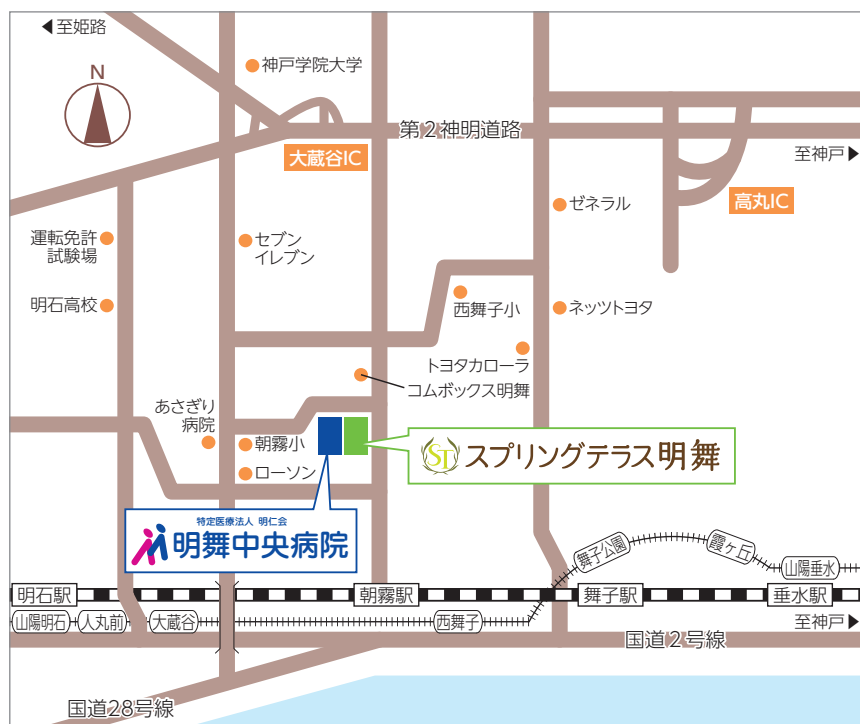 ◀至姫路
N
神戸学院大学
第2神明道路
大蔵谷IC
至神戸▶
高丸IC
ゼネラル
運転免許
試験場
セブン
イレブン
明石高校
西舞子小
ネッツトヨタ
トヨタカローラ
コムボックス明舞
あさぎり
病院
朝霧小
ローソン
ST スプリングテラス明舞
特定医療法人 明仁会
明舞中央病院
舞子公園
霞ヶ丘
山陽垂水
明石駅
朝霧駅
舞子駅
垂水駅
山陽明石
人丸前
大蔵谷
西舞子
至神戸▶
国道2号線
国道28号線